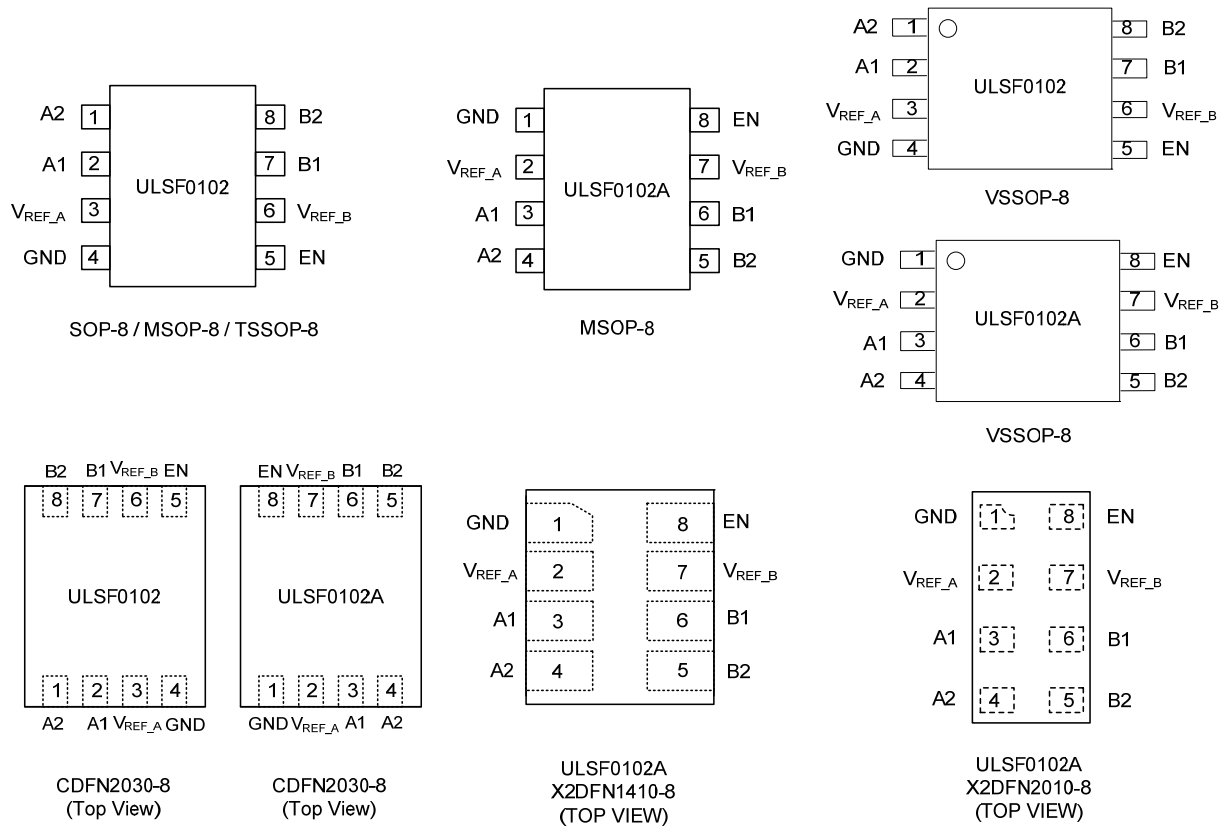 A2 1 8 B2
A1 2 7 B1
ULSF0102
VREF_A 3 6 VREF_B
GND 4 5 EN
SOP-8 / MSOP-8 / TSSOP-8
GND 1 8 EN
VREF_A 2 7 VREF_B
ULSF0102A
A1 3 6 B1
A2 4 5 B2
MSOP-8
A2 1 8 B2
A1 2 7 B1
ULSF0102
VREF_A 3 6 VREF_B
GND 4 5 EN
VSSOP-8
GND 1 8 EN
VREF_A 2 7 VREF_B
ULSF0102A
A1 3 6 B1
A2 4 5 B2
VSSOP-8
B2 B1 VREF_B EN
8 7 6 5
ULSF0102
1 2 3 4
A2 A1 VREF_A GND
CDFN2030-8
(Top View)
EN VREF_B B1 B2
8 7 6 5
ULSF0102A
1 2 3 4
GND VREF_A A1 A2
CDFN2030-8
(Top View)
GND 1 8 EN
VREF_A 2 7 VREF_B
A1 3 6 B1
A2 4 5 B2
ULSF0102A
X2DFN1410-8
(TOP VIEW)
GND 1 8 EN
VREF_A 2 7 VREF_B
A1 3 6 B1
A2 4 5 B2
ULSF0102A
X2DFN2010-8
(TOP VIEW)